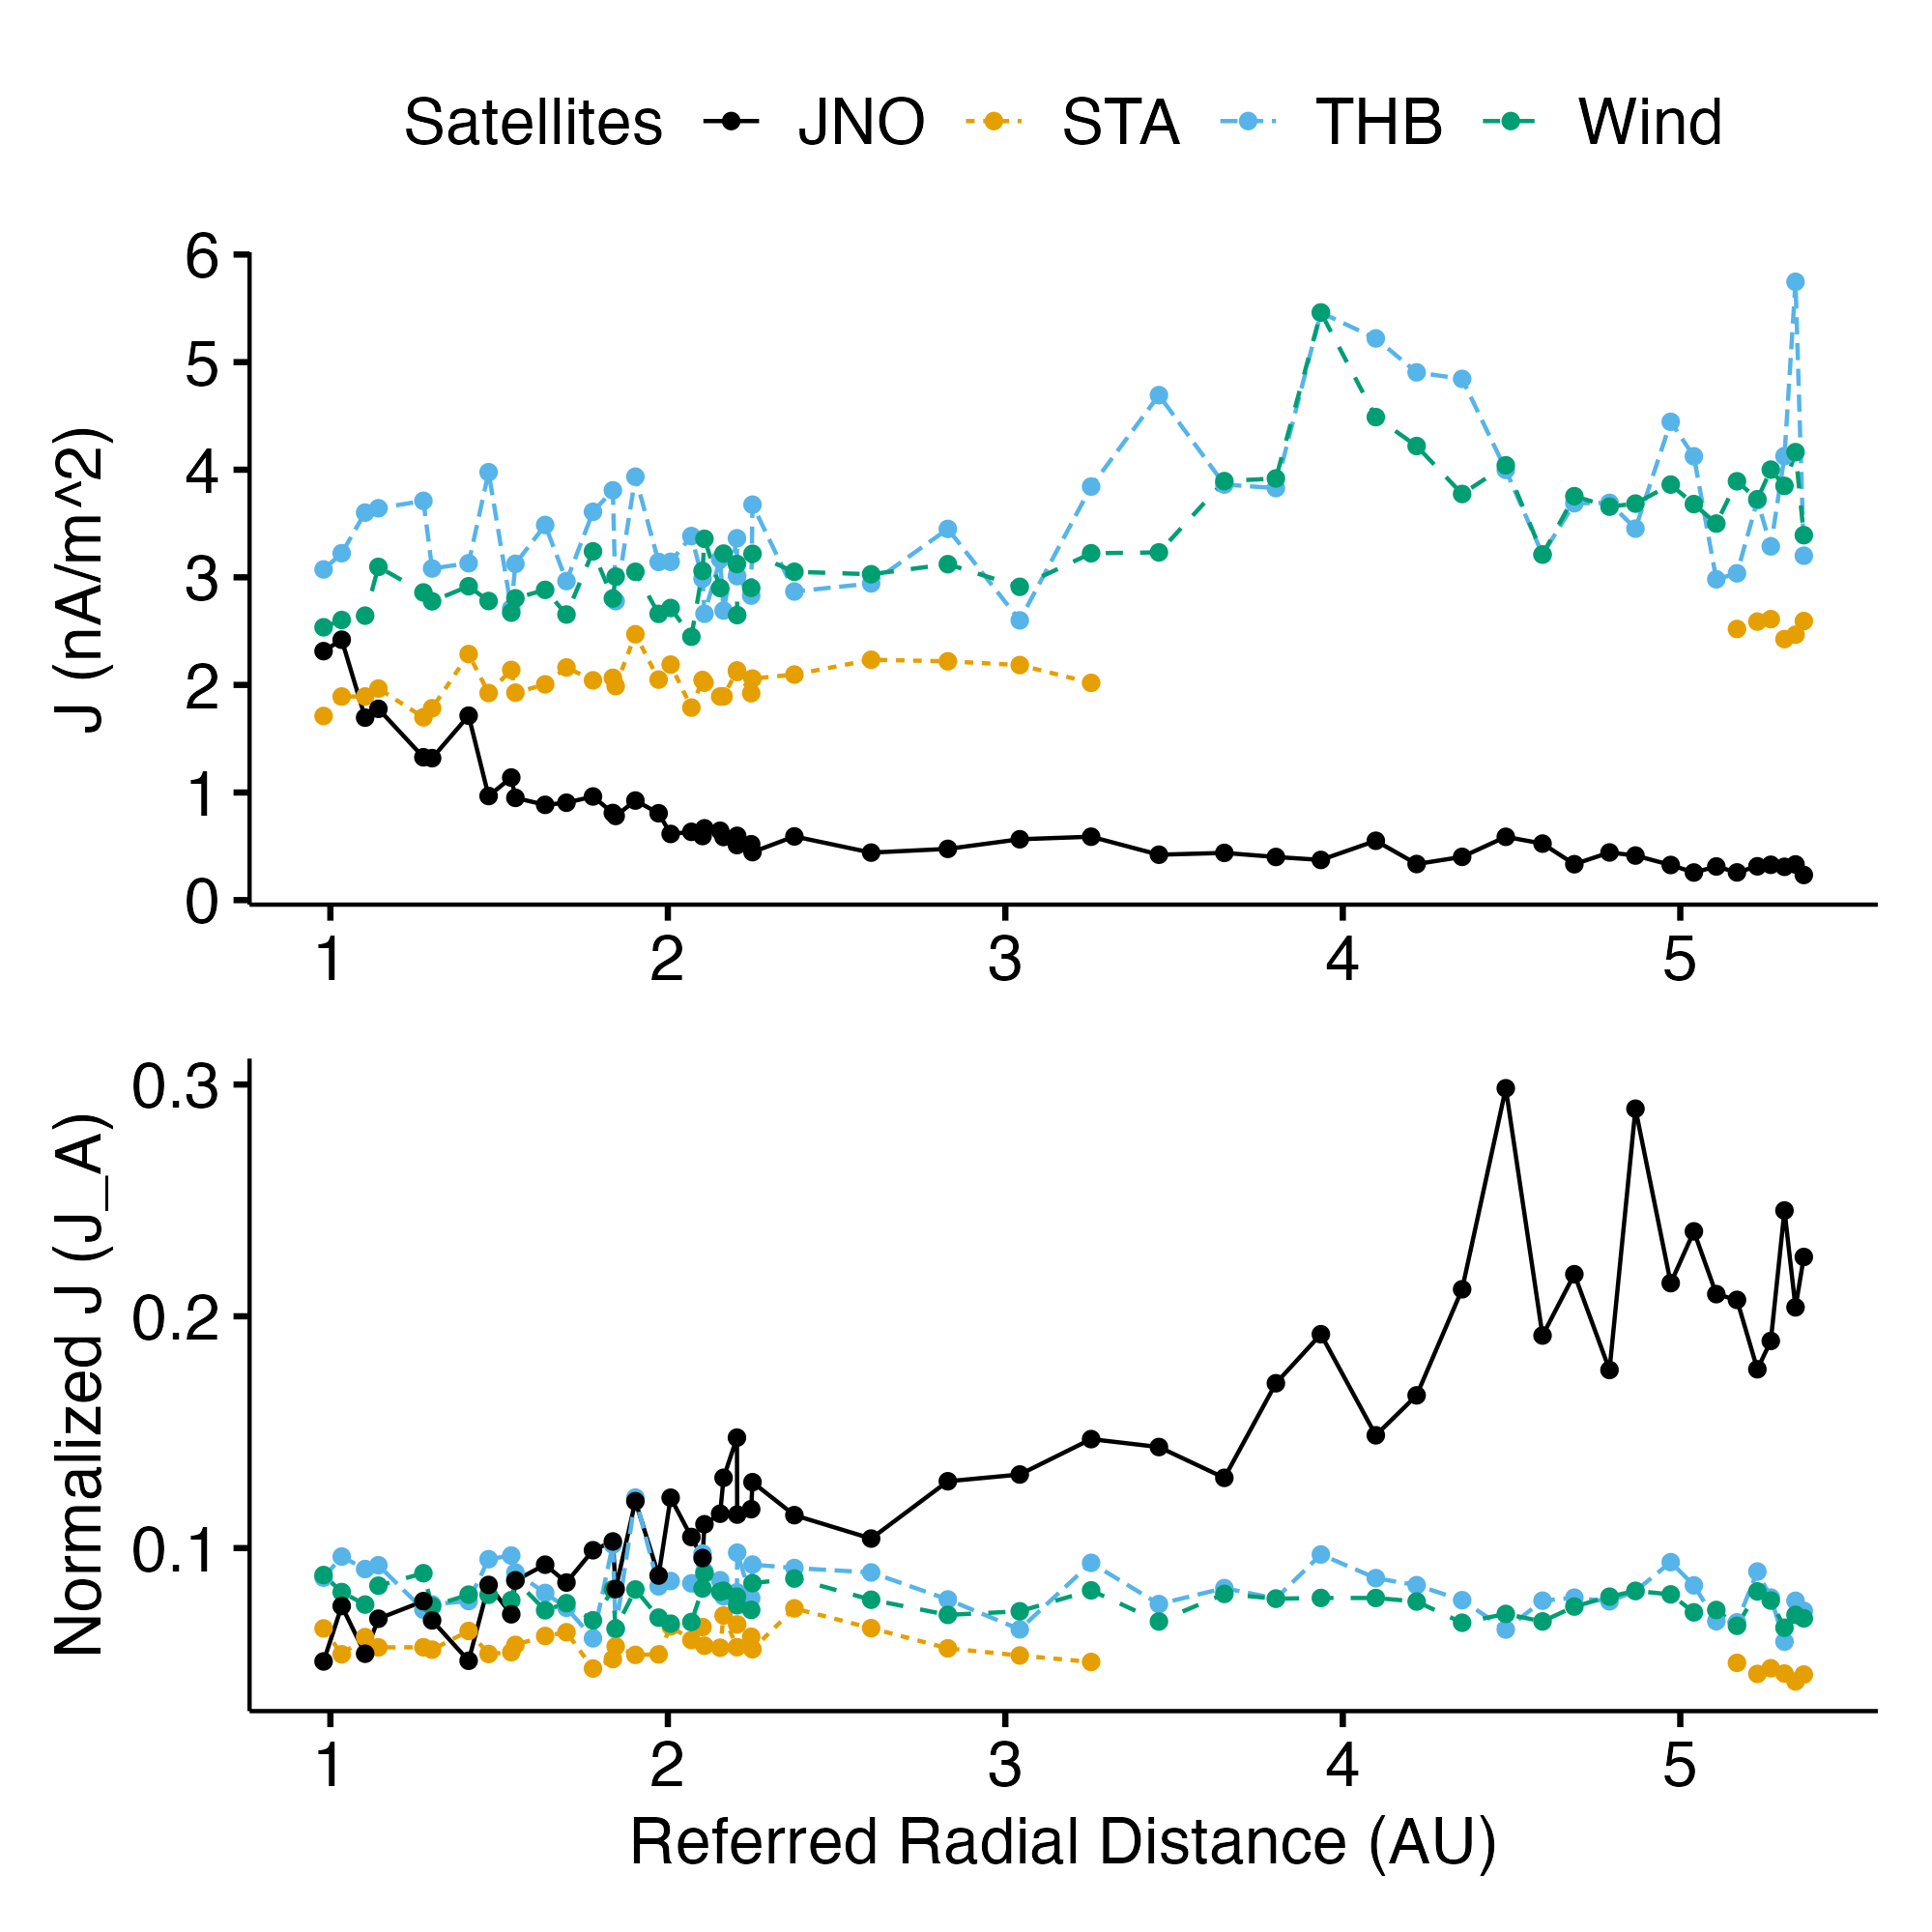 Satellites JNO STA THB Wind
J (nA/m^2)
6
5
4
3
2
1
0
1 2 3 4 5
Normalized J (J_A)
0.3
0.2
0.1
1 2 3 4 5
Referred Radial Distance (AU)